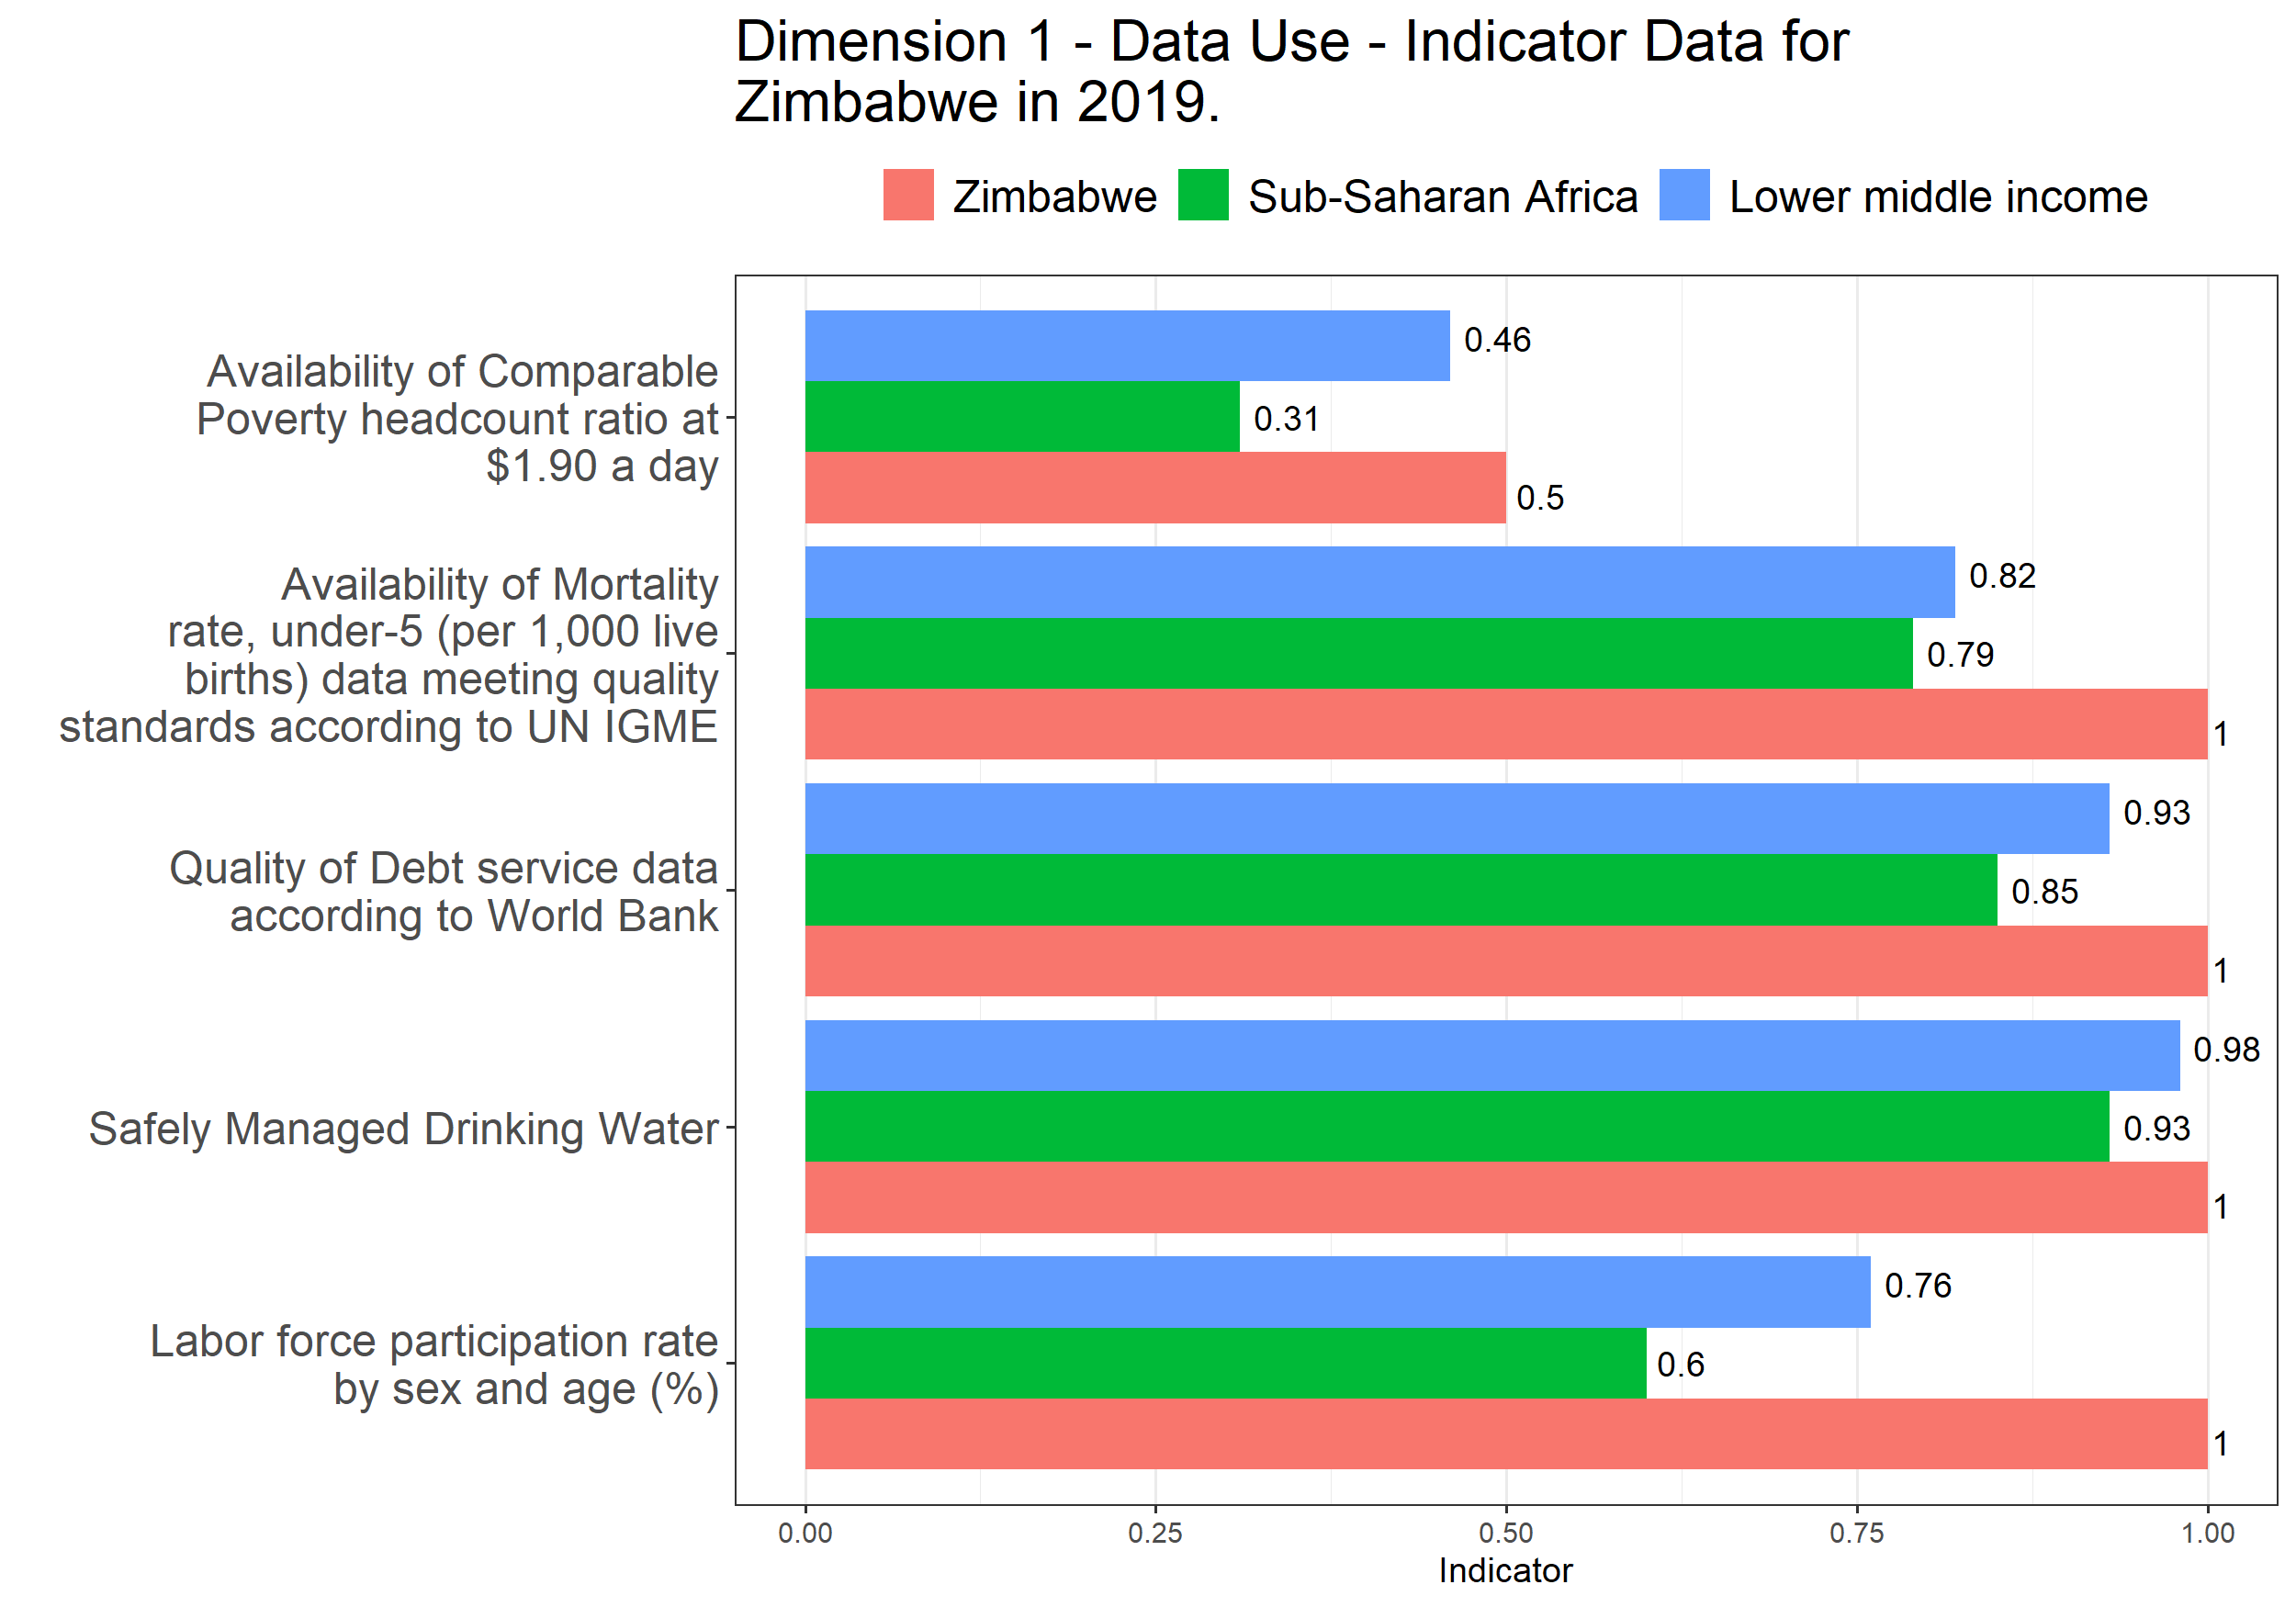 Dimension 1 - Data Use - Indicator Data for
Zimbabwe in 2019.
Zimbabwe
Sub-Saharan Africa
Lower middle income
Availability of Comparable
Poverty headcount ratio at
$1.90 a day
0.46
0.31
0.5
Availability of Mortality
rate, under-5 (per 1,000 live
births) data meeting quality
standards according to UN IGME
0.82
0.79
1
Quality of Debt service data
according to World Bank
0.93
0.85
1
Safely Managed Drinking Water
0.98
0.93
1
Labor force participation rate
by sex and age (%)
0.76
0.6
1
0.00
0.25
0.50
0.75
1.00
Indicator